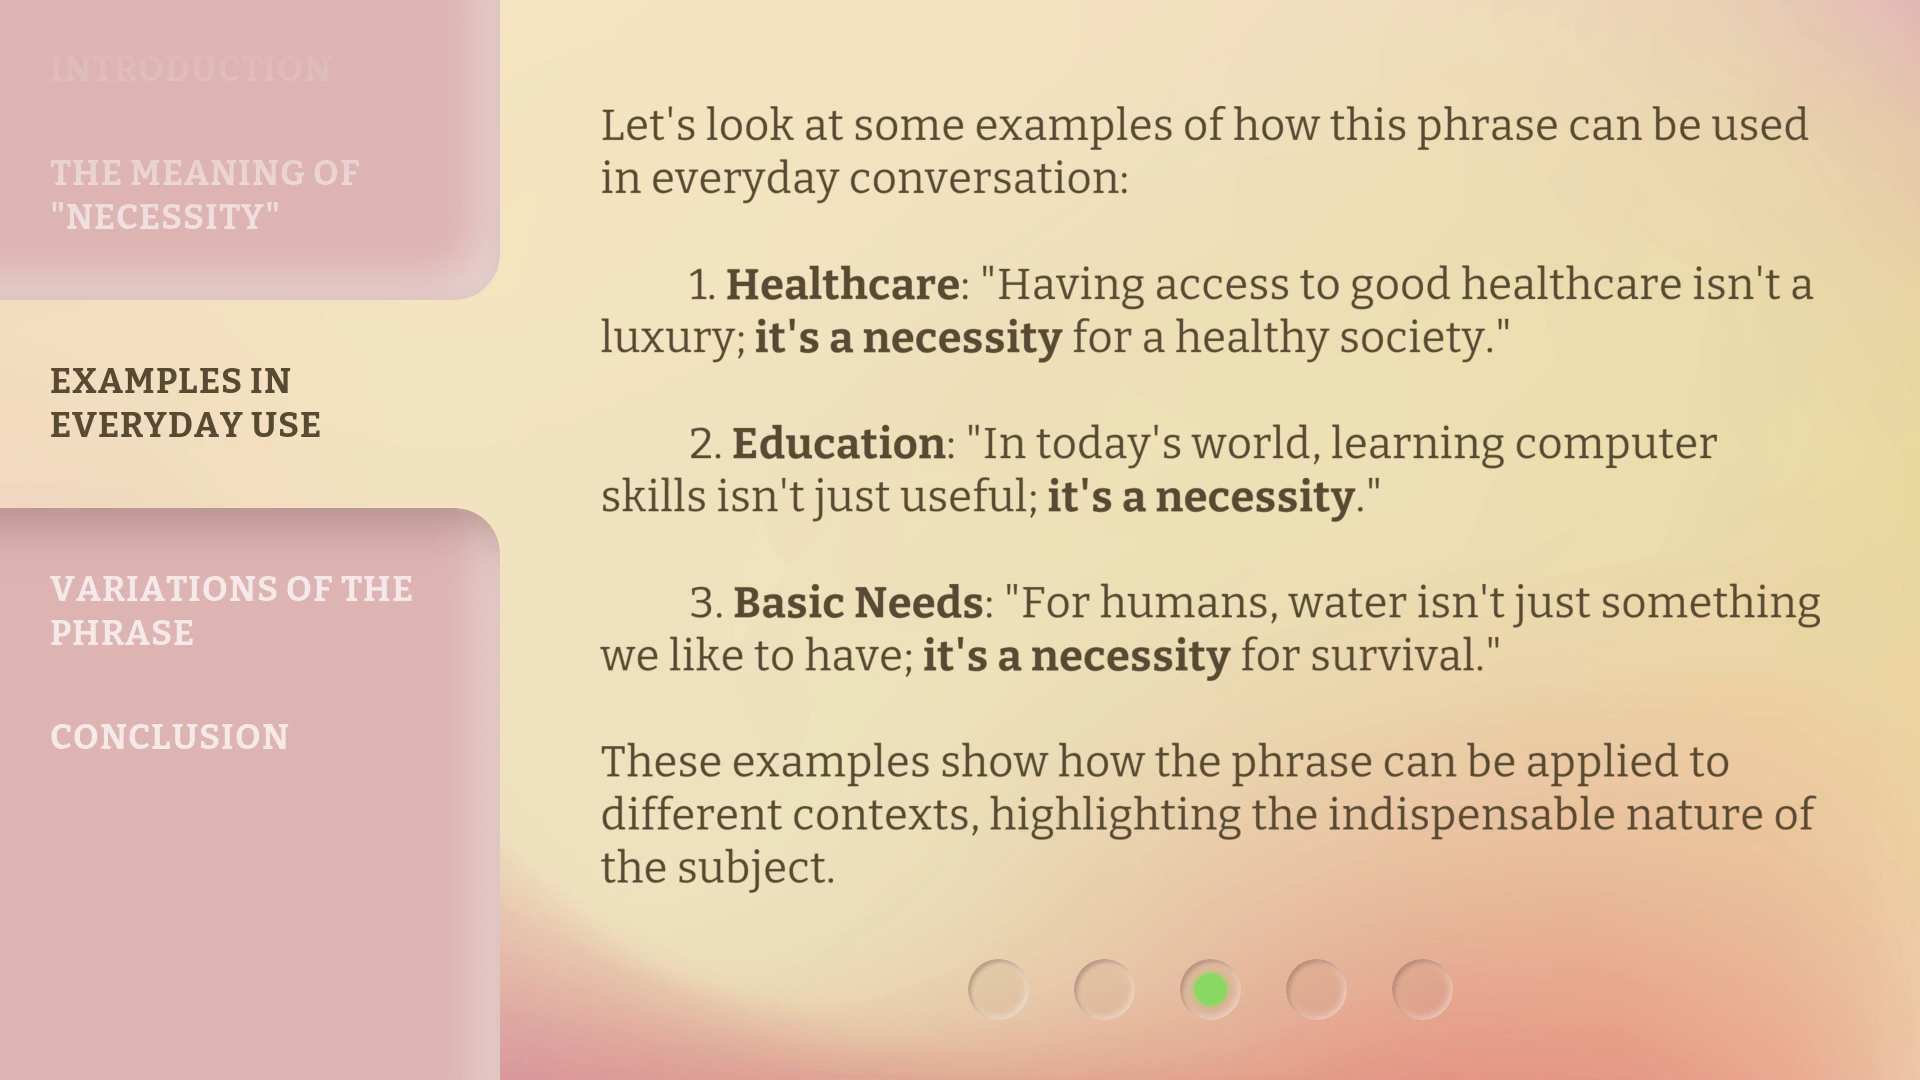 INTRODUCTION
THE MEANING OF
"NECESSITY"
EXAMPLES IN
EVERYDAY USE
VARIATIONS OF THE
PHRASE
CONCLUSION
Let's look at some examples of how this phrase can be used
in everyday conversation:
1. Healthcare: "Having access to good healthcare isn't a
luxury; it's a necessity for a healthy society."
2. Education: "In today's world, learning computer
skills isn't just useful; it's a necessity."
3. Basic Needs: "For humans, water isn't just something
we like to have; it's a necessity for survival."
These examples show how the phrase can be applied to
different contexts, highlighting the indispensable nature of
the subject.